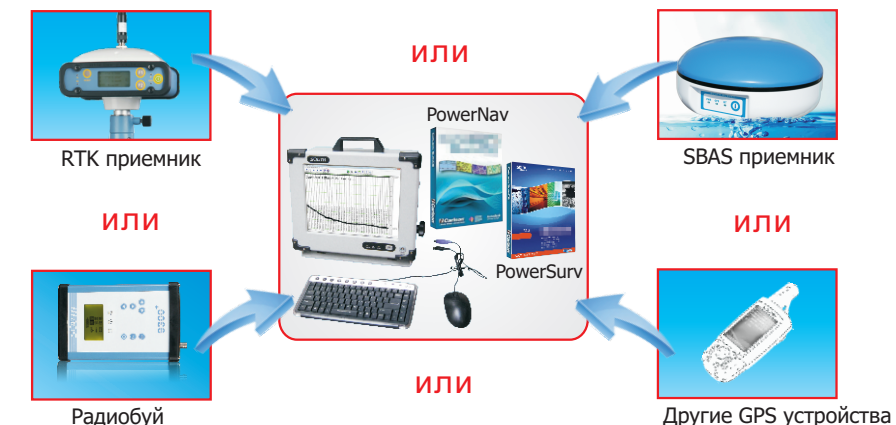 или
PowerNav
RTK приемник
SBAS приемник
или
или
PowerSurv
или
Радиобуй
Другие GPS устройства